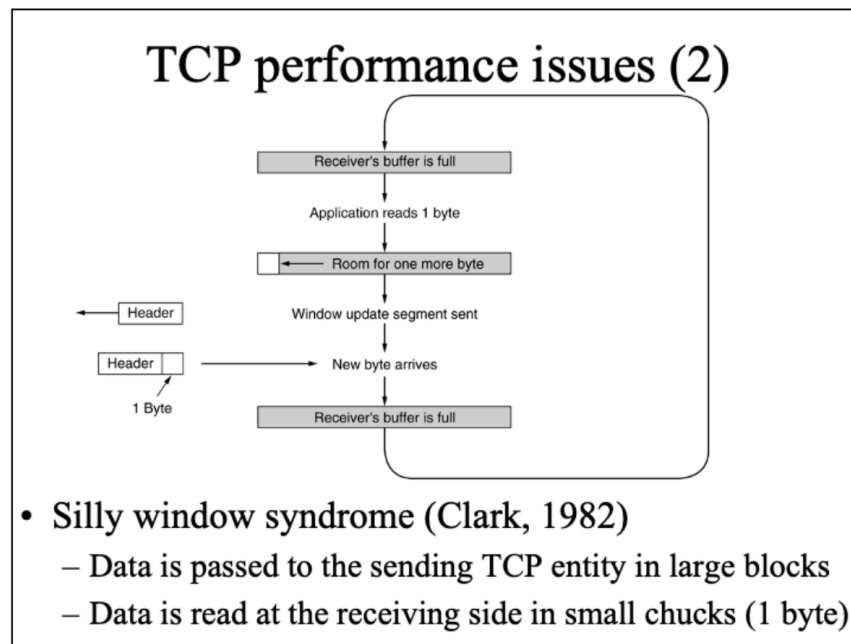 TCP performance issues (2)
Receiver's buffer is full
Application reads 1 byte
Room for one more byte
Header
Window update segment sent
Header
New byte arrives
1 Byte
Receiver's buffer is full
• Silly window syndrome (Clark, 1982)
– Data is passed to the sending TCP entity in large blocks
– Data is read at the receiving side in small chucks (1 byte)